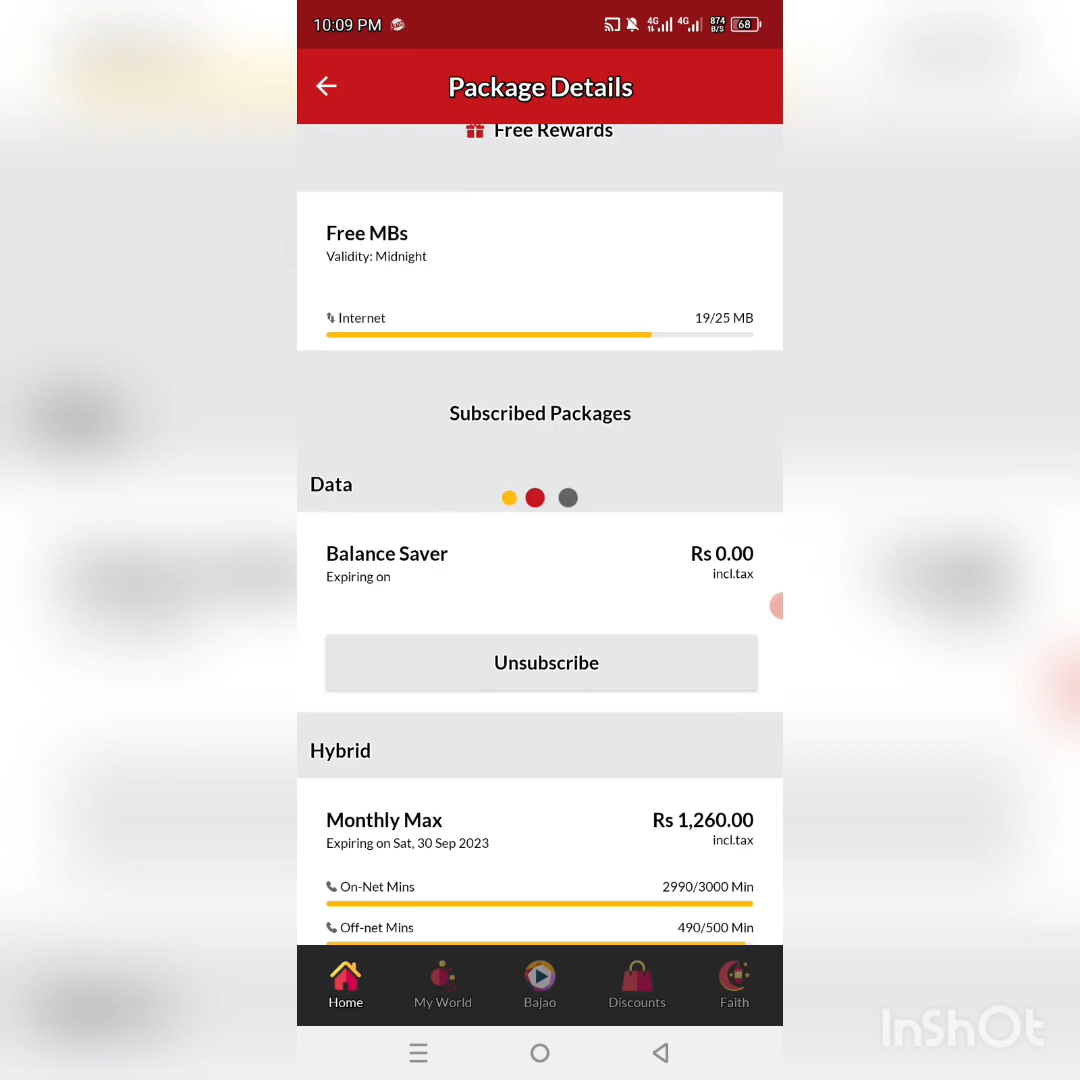 10:09 PM
4G 4G 874 B/S 68
Package Details
Free Rewards
Free MBs
Validity: Midnight
Internet 19/25 MB
Subscribed Packages
Data
Balance Saver Rs 0.00
Expiring on incl.tax
Unsubscribe
Hybrid
Monthly Max Rs 1,260.00
Expiring on Sat, 30 Sep 2023 incl.tax
On-Net Mins 2990/3000 Min
Off-net Mins 490/500 Min
Home My World Bajao Discounts Faith
InShOt